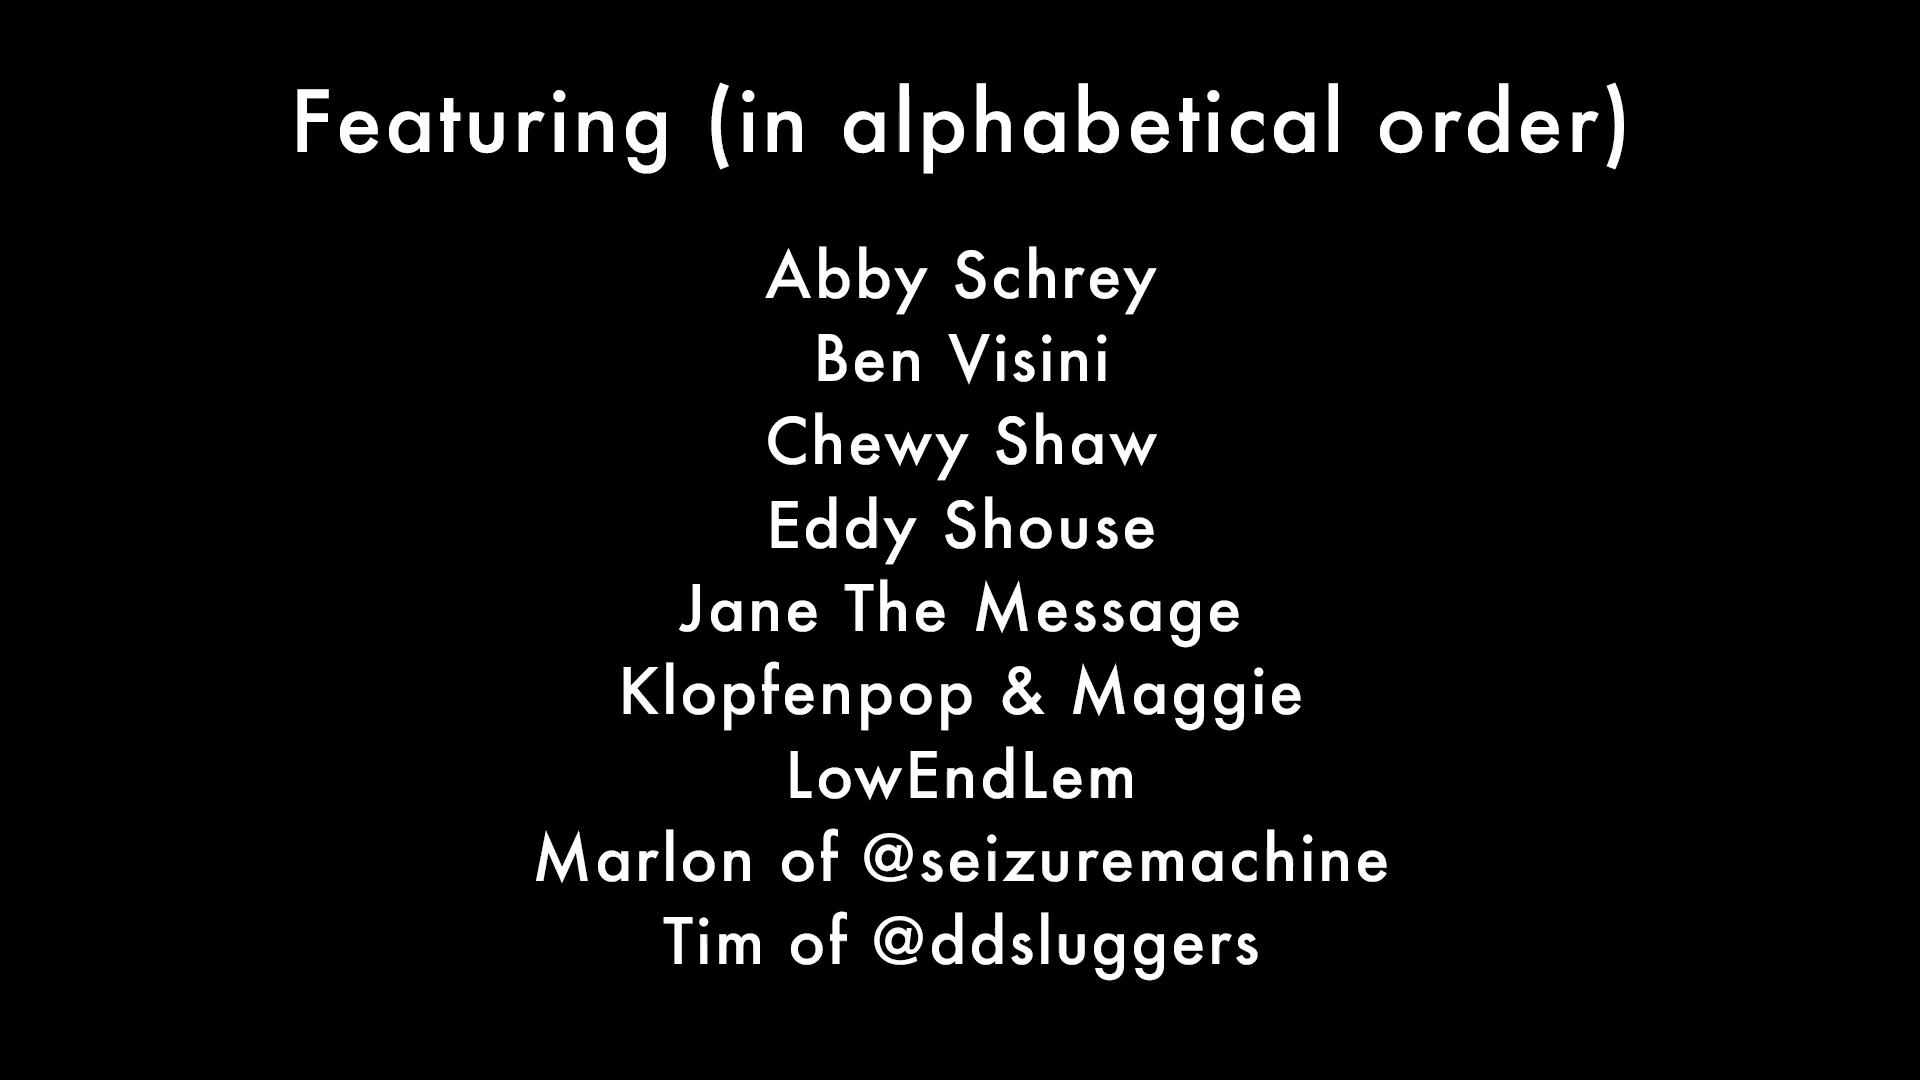 Featuring (in alphabetical order)
Abby Schrey
Ben Visini
Chewy Shaw
Eddy Shouse
Jane The Message
Klopfenpop & Maggie
LowEndLem
Marlon of @seizuremachine
Tim of @ddsluggers